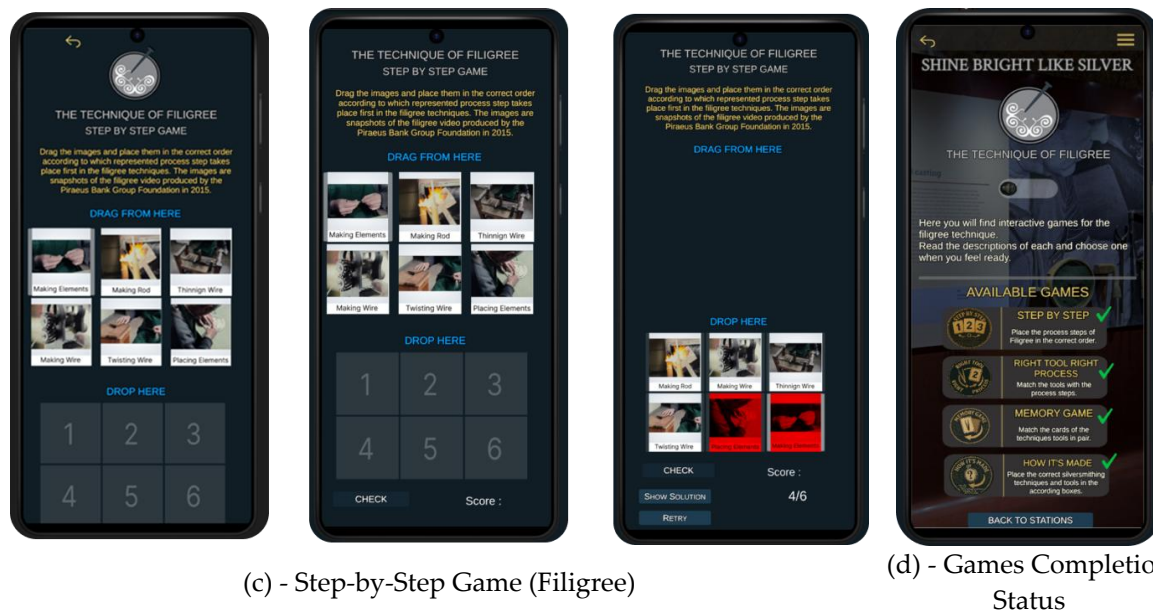 THE TECHNIQUE OF FILIGREE
STEP BY STEP GAME
Drag the images and place them in the correct order
according to which represented process step takes
place first in the filigree techniques. The images are
snapshots of the filigree video produced by the
Piraeus Bank Group Foundation in 2015.
DRAG FROM HERE
Making Elements
Making Rod
Thinnign Wire
Making Wire
Twisting Wire
Placing Elements
DROP HERE
1 2 3
4 5 6
THE TECHNIQUE OF FILIGREE
STEP BY STEP GAME
Drag the images and place them in the correct order
according to which represented process step takes
place first in the filigree techniques. The images are
snapshots of the filigree video produced by the
Piraeus Bank Group Foundation in 2015.
DRAG FROM HERE
Making Elements
Making Rod
Thinnign Wire
Making Wire
Twisting Wire
Placing Elements
DROP HERE
1 2 3
4 5 6
CHECK
Score :
THE TECHNIQUE OF FILIGREE
STEP BY STEP GAME
Drag the images and place them in the correct order
according to which represented process step takes
place first in the filigree techniques. The images are
snapshots of the filigree video produced by the
Piraeus Bank Group Foundation in 2015.
DRAG FROM HERE
DROP HERE
Making Rod
Making Wire
Thinnign Wire
Twisting Wire
Placing Elements
Making Elements
CHECK
Score :
SHOW SOLUTION
4/6
RETRY
SHINE BRIGHT LIKE SILVER
THE TECHNIQUE OF FILIGREE
Here you will find interactive games for the
filigree technique.
Read the descriptions of each and choose one
when you feel ready.
AVAILABLE GAMES
STEP BY STEP
123
STEP BY STEP
Place the process steps of
Filigree in the correct order.
RIGHT TOOL RIGHT
PROCESS
Match the tools with the
process steps.
MEMORY GAME
MEMORY GAME
Match the cards of the
techniques tools in pair.
HOW IT'S MADE
HOW IT'S MADE
Place the correct silversmithing
techniques and tools in the
according boxes.
BACK TO STATIONS
(c) - Step-by-Step Game (Filigree)
(d) - Games Completio
Status